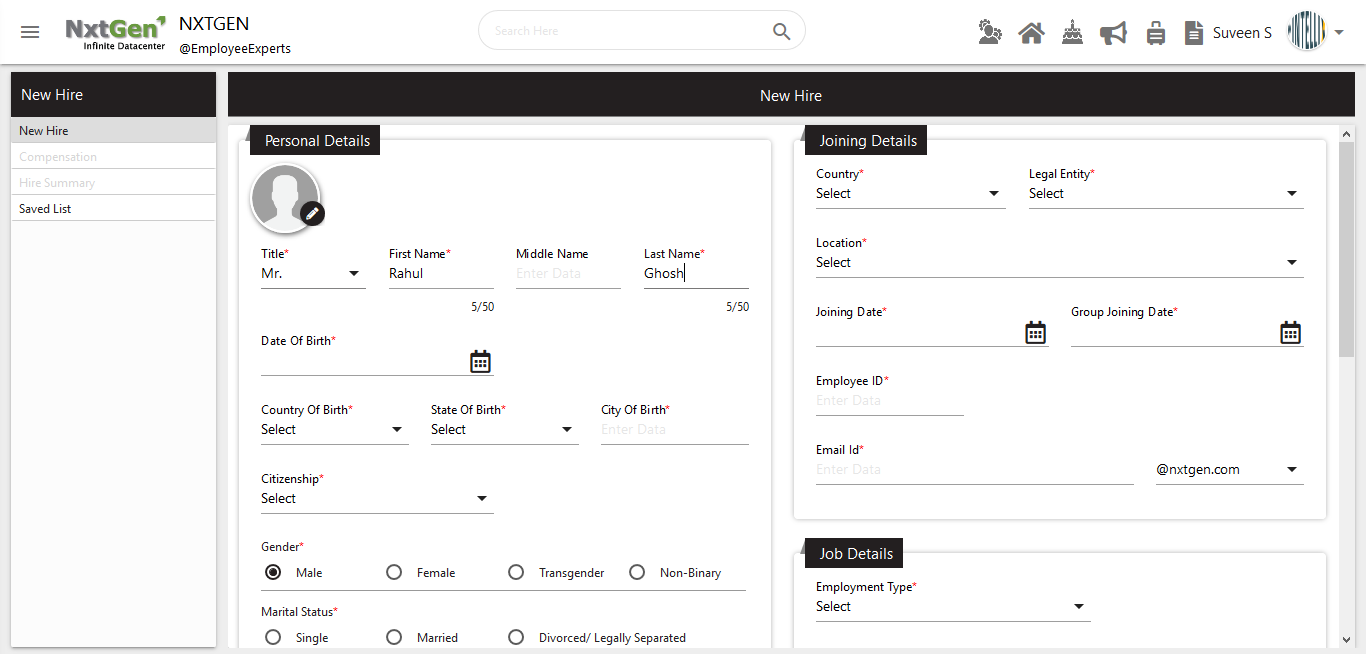 NxtGen
Infinite Datacenter
NXTGEN
@EmployeeExperts
Search Here
Suveen S
New Hire
New Hire
Compensation
Hire Summary
Saved List
New Hire
Personal Details
Title* First Name* Middle Name Last Name*
Mr. Rahul Enter Data Ghosh
5/50 5/50
Date Of Birth*
Country Of Birth* State Of Birth* City Of Birth*
Select Select Enter Data
Citizenship*
Select
Gender*
Male Female Transgender Non-Binary
Marital Status*
Single Married Divorced/ Legally Separated
Joining Details
Country* Legal Entity*
Select Select
Location*
Select
Joining Date* Group Joining Date*
Employee ID*
Enter Data
Email Id*
Enter Data @nxtgen.com
Job Details
Employment Type*
Select